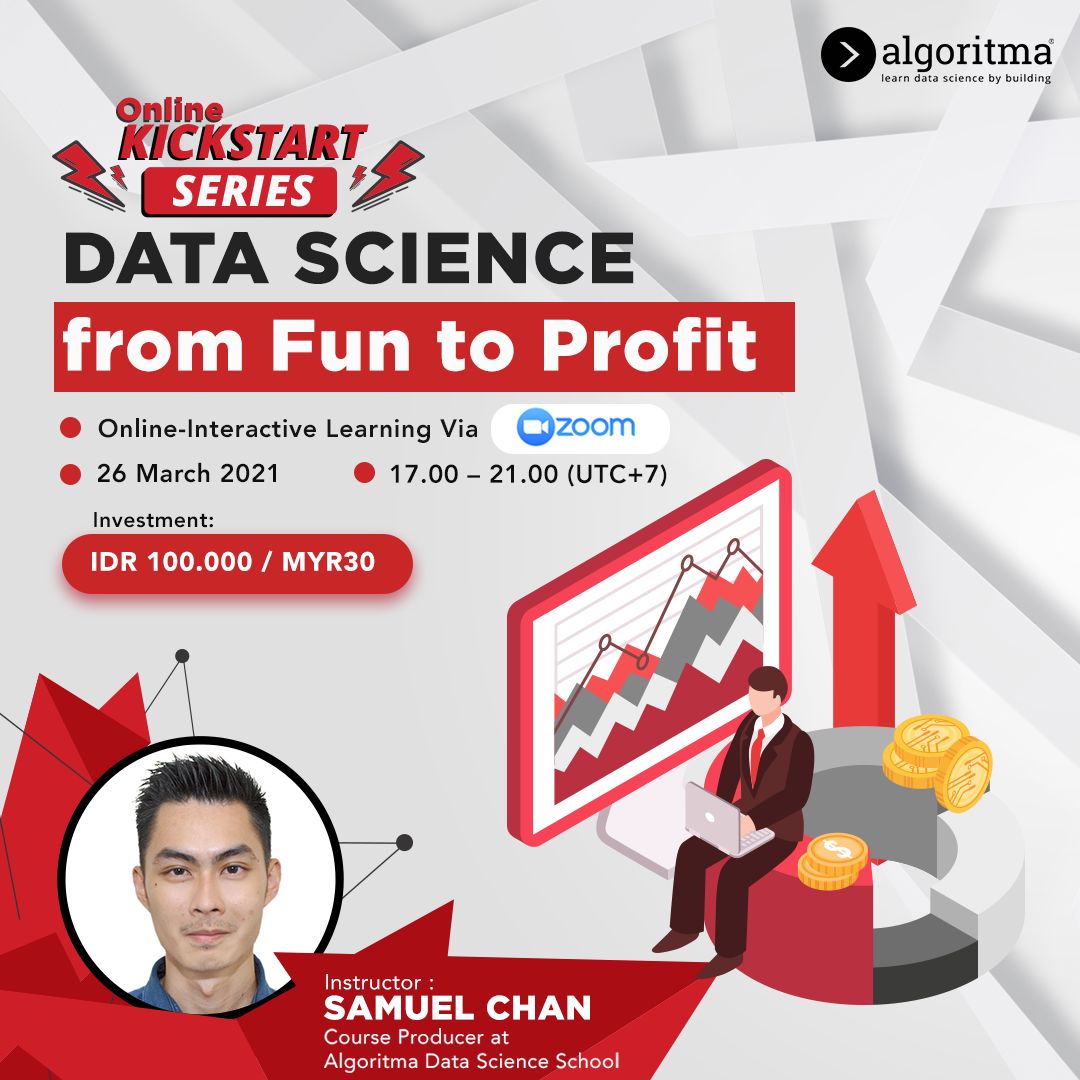 algoritma®
learn data science by building
Online
KICKSTART
SERIES
DATA SCIENCE
from Fun to Profit
Online-Interactive Learning Via zoom
26 March 2021 17.00 – 21.00 (UTC+7)
Investment:
IDR 100.000 / MYR30
Instructor :
SAMUEL CHAN
Course Producer at
Algoritma Data Science School